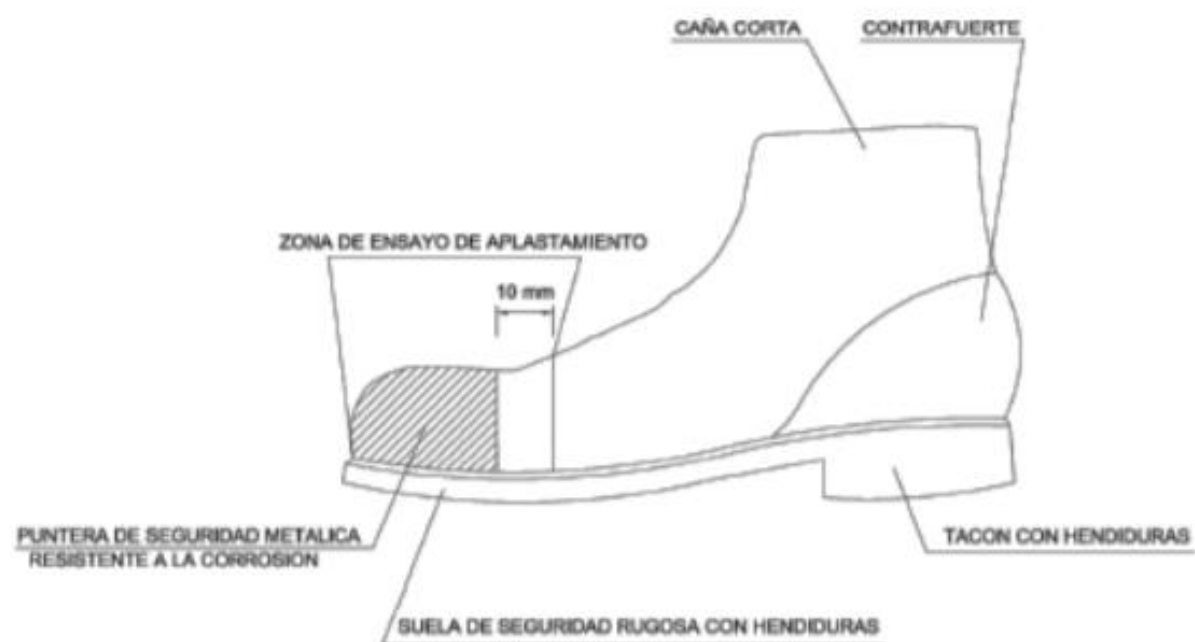 CAÑA CORTA
CONTRAFUERTE
ZONA DE ENSAYO DE APLASTAMIENTO
10 mm
PUNTERA DE SEGURIDAD METALICA
RESISTENTE A LA CORROSION
TACON CON HENDIDURAS
SUELA DE SEGURIDAD RUGOSA CON HENDIDURAS